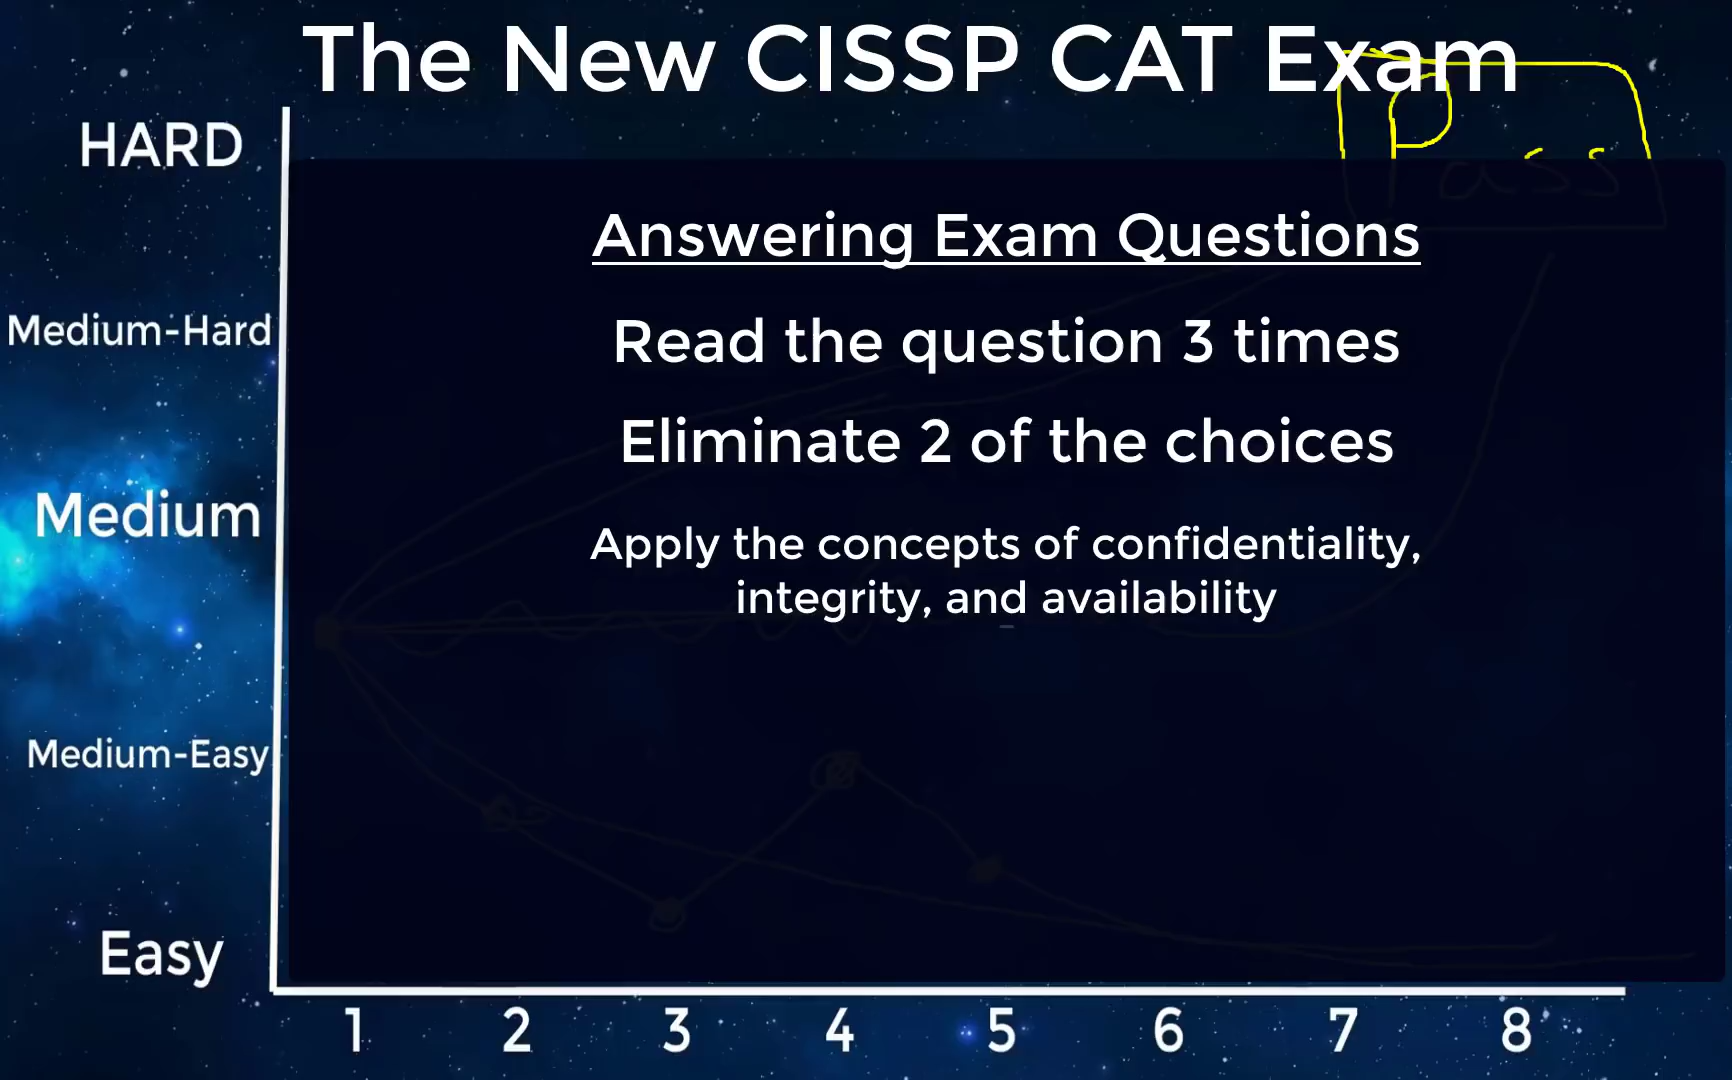 The New CISSP CAT Exam
HARD
Pass
Answering Exam Questions
Medium-Hard
Read the question 3 times
Eliminate 2 of the choices
Medium
Apply the concepts of confidentiality,
integrity, and availability
Medium-Easy
Easy
1 2 3 4 5 6 7 8